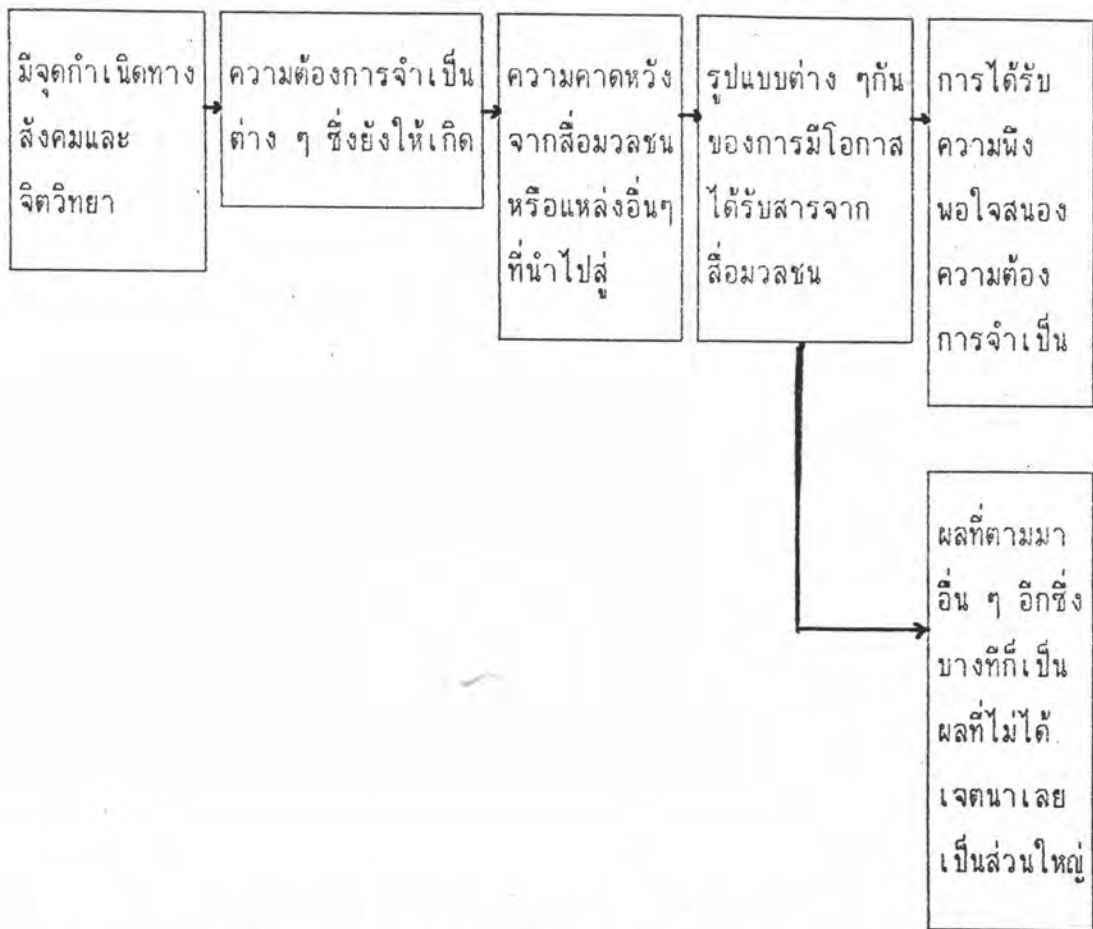 มีจุดกำเนิดทาง
สังคมและ
จิตวิทยา
ความต้องการจำเป็น
ต่าง ๆ ซึ่งยังให้เกิด
ความคาดหวัง
จากสื่อมวลชน
หรือแหล่งอื่นๆ
ที่นำไปสู่
รูปแบบต่าง ๆกัน
ของการมีโอกาส
ได้รับสารจาก
สื่อมวลชน
การได้รับ
ความพึง
พอใจสนอง
ความต้อง
การจำเป็น
ผลที่ตามมา
อื่น ๆ อีกซึ่ง
บางทีก็เป็น
ผลที่ไม่ได้
เจตนาเลย
เป็นส่วนใหญ่